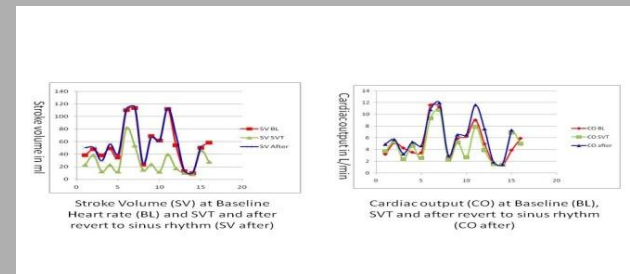 Stroke volume in ml
140
120
100
80
60
40
20
0
0
5
10
15
20
SV BL
SV SVT
SV After
Stroke Volume (SV) at Baseline
Heart rate (BL) and SVT and after
revert to sinus rhythm (SV after)
Cardiac output in L/min
14
12
10
8
6
4
2
0
0
5
10
15
20
CO BL
CO SVT
CO after
Cardiac output (CO) at Baseline (BL),
SVT and after revert to sinus rhythm
(CO after)